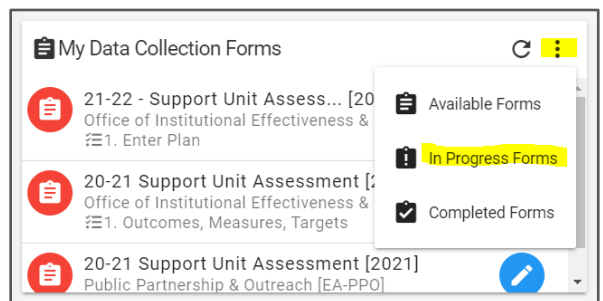 My Data Collection Forms
21-22 - Support Unit Assess... [20
Office of Institutional Effectiveness &
1. Enter Plan
20-21 Support Unit Assessment [2
Office of Institutional Effectiveness &
1. Outcomes, Measures, Targets
20-21 Support Unit Assessment [2021]
Public Partnership & Outreach [EA-PPO]
Available Forms
In Progress Forms
Completed Forms